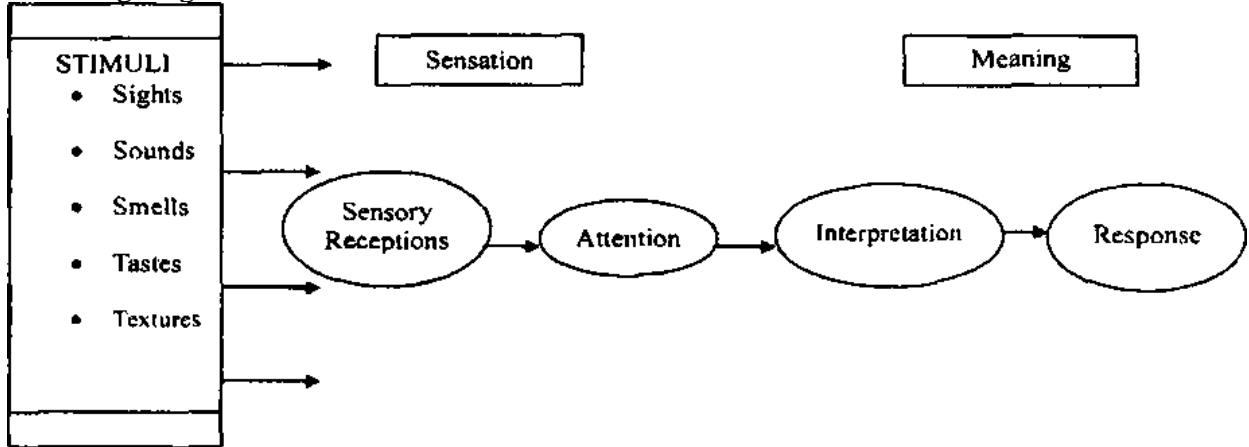 STIMULI
• Sights
• Sounds
• Smells
• Tastes
• Textures
Sensation
Meaning
Sensory
Receptions
Attention
Interpretation
Response